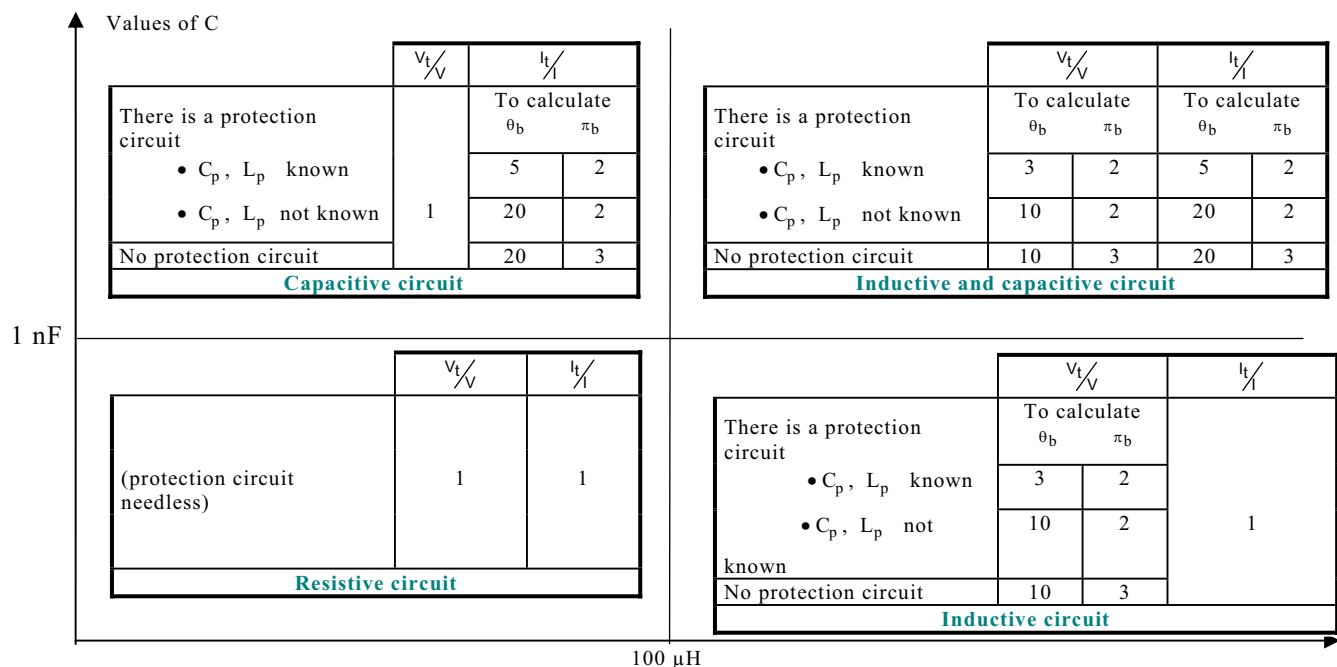 Values of C
Vt/V It/I
There is a protection circuit
To calculate
θb πb
• Cp, Lp known 5 2
• Cp, Lp not known 1 20 2
No protection circuit 20 3
Capacitive circuit
Vt/V It/I
There is a protection circuit
To calculate To calculate
θb πb θb πb
• Cp, Lp known 3 2 5 2
• Cp, Lp not known 10 2 20 2
No protection circuit 10 3 20 3
Inductive and capacitive circuit
1 nF
Vt/V It/I
(protection circuit needless) 1 1
Resistive circuit
Vt/V It/I
There is a protection circuit
To calculate
θb πb
• Cp, Lp known 3 2
• Cp, Lp not known 10 2 1
No protection circuit 10 3
Inductive circuit
100 µH